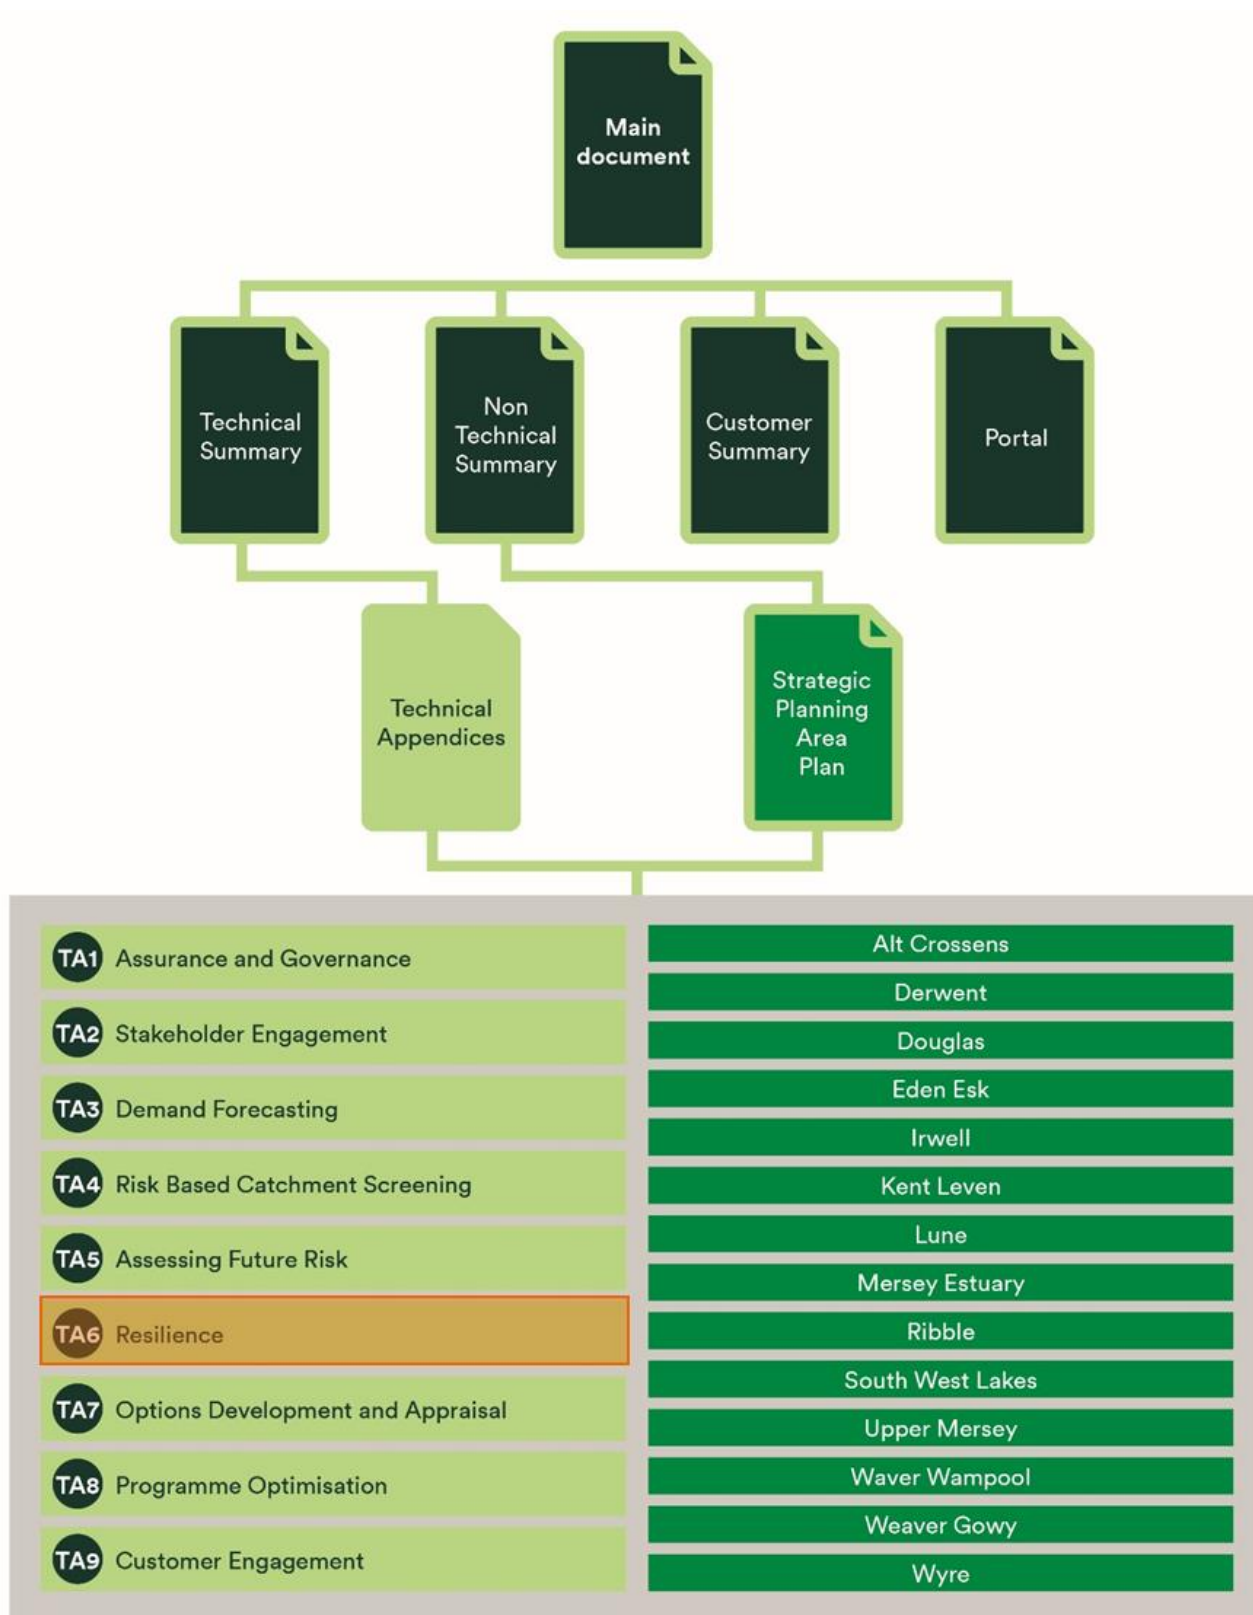 Main
document
Technical
Summary
Non
Technical
Summary
Customer
Summary
Portal
Technical
Appendices
Strategic
Planning
Area
Plan
TA1 Assurance and Governance
TA2 Stakeholder Engagement
TA3 Demand Forecasting
TA4 Risk Based Catchment Screening
TA5 Assessing Future Risk
TA6 Resilience
TA7 Options Development and Appraisal
TA8 Programme Optimisation
TA9 Customer Engagement
Alt Crossens
Derwent
Douglas
Eden Esk
Irwell
Kent Leven
Lune
Mersey Estuary
Ribble
South West Lakes
Upper Mersey
Waver Wampool
Weaver Gowy
Wyre